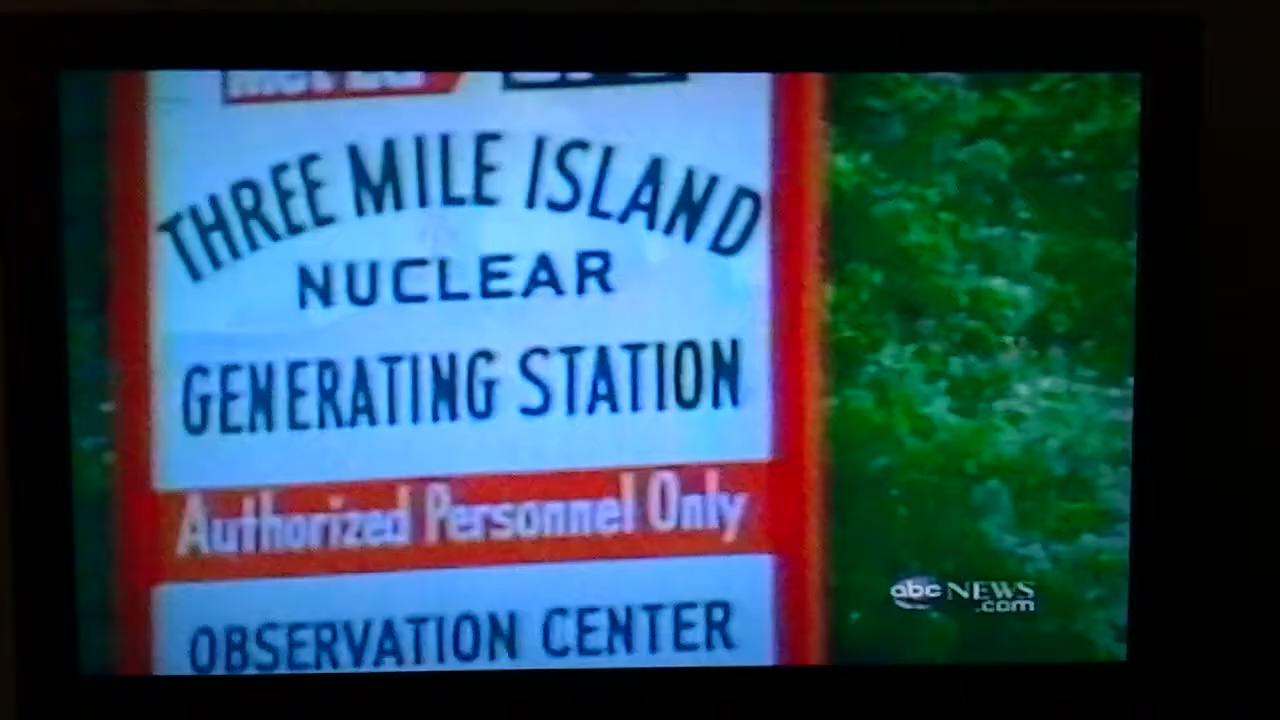 THREE MILE ISLAND
NUCLEAR
GENERATING STATION
Authorized Personnel Only
OBSERVATION CENTER
abc NEWS
.com